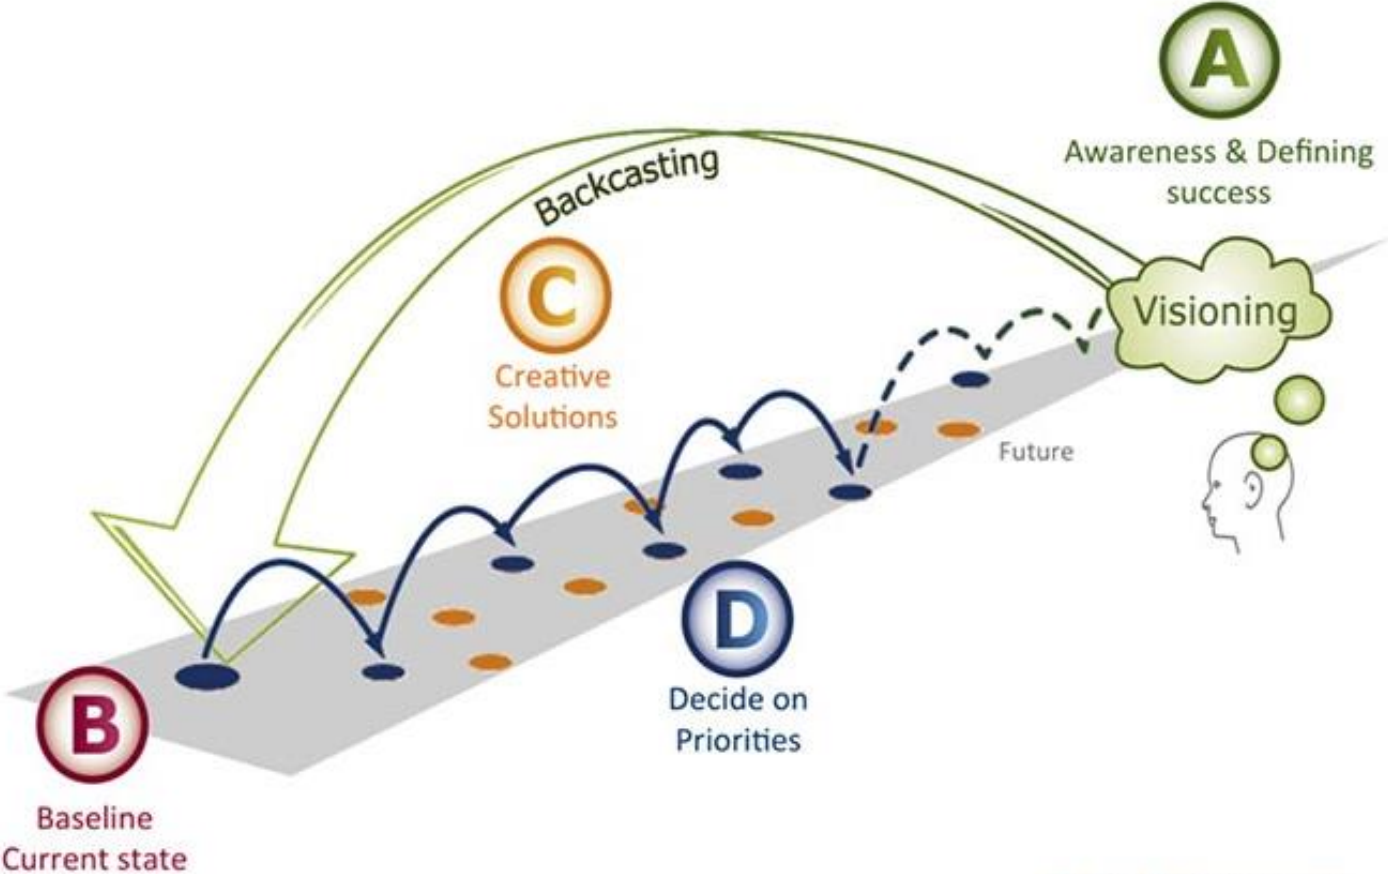 A
Awareness & Defining
success
Backcasting
C
Creative
Solutions
Visioning
Future
D
Decide on
Priorities
B
Baseline
Current state